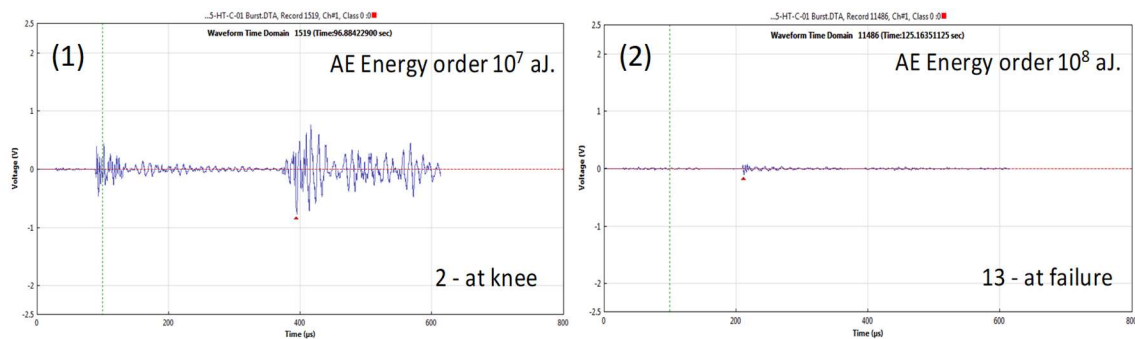 ...5-HT-C-01 Burst.DTA, Record 1519, Ch#1, Class 0 :0
Waveform Time Domain 1519 (Time:96.88422900 sec)
(1)
AE Energy order 10⁷ aJ.
2.5
2
1
0
-1
-2
-2.5
Voltage (V)
2 - at knee
0
200
400
600
800
Time (µs)
...5-HT-C-01 Burst.DTA, Record 11486, Ch#1, Class 0 :0
Waveform Time Domain 11486 (Time:125.16351125 sec)
(2)
AE Energy order 10⁸ aJ.
2.5
2
1
0
-1
-2
-2.5
Voltage (V)
13 - at failure
0
200
400
600
800
Time (µs)